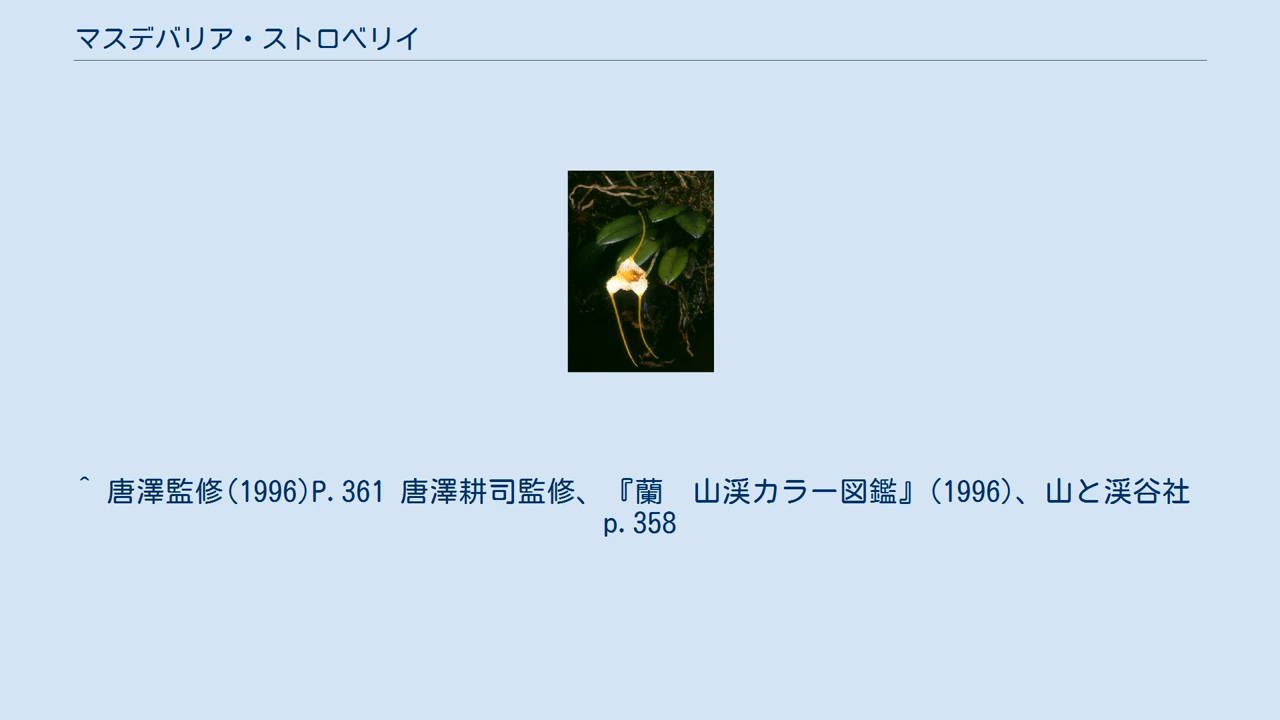 マスデバリア・ストロベリイ
^ 唐澤監修(1996)P.361 唐澤耕司監修、『蘭　山渓カラー図鑑』(1996)、山と渓谷社
p.358